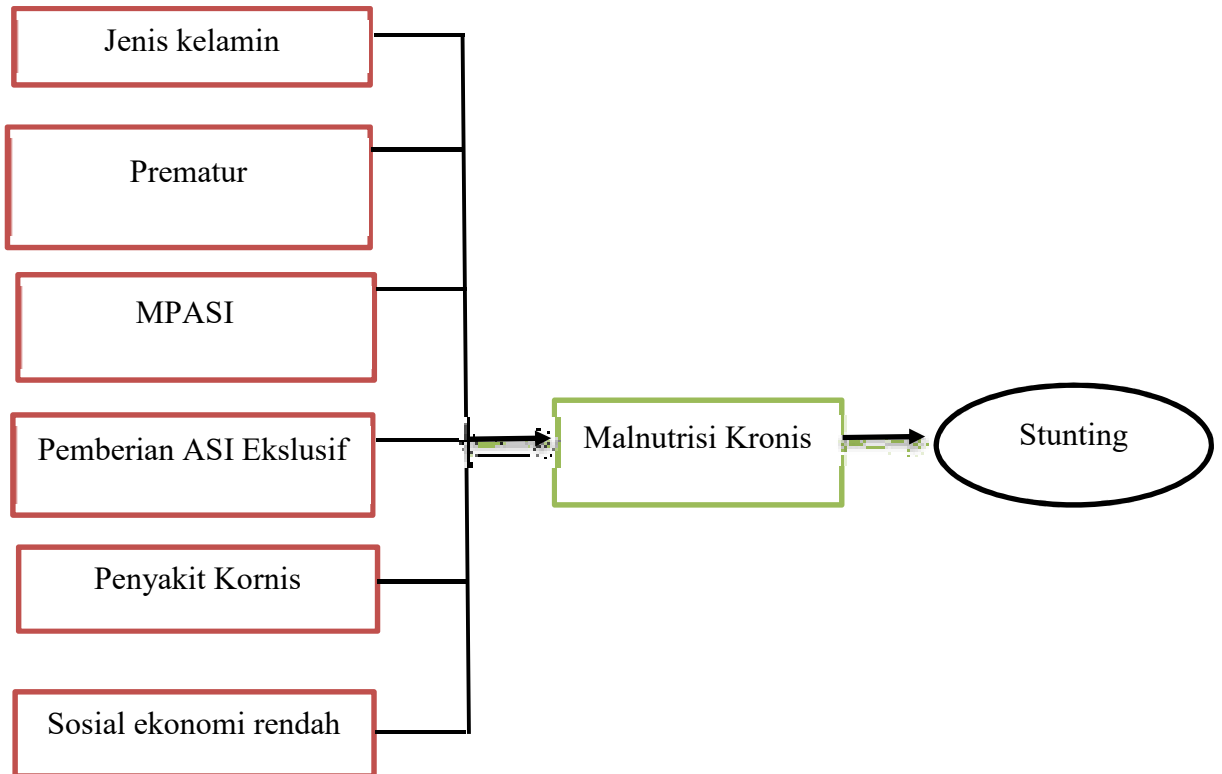 Jenis kelamin
Prematur
MPASI
Pemberian ASI Ekslusif
Penyakit Kornis
Sosial ekonomi rendah
Malnutrisi Kronis
Stunting